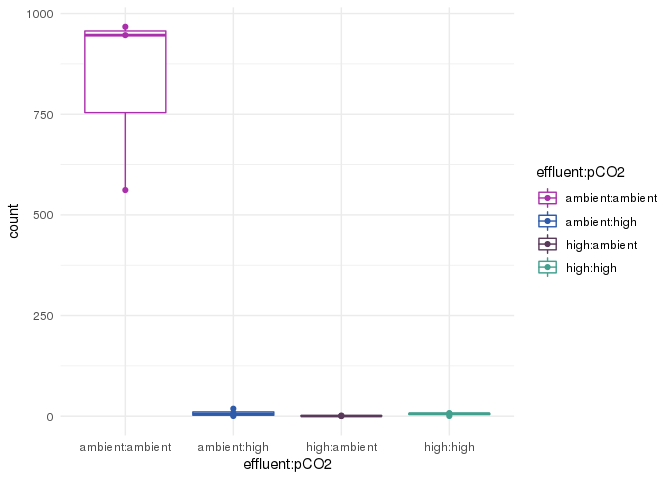 1000
750
500
250
0
count
ambient:ambient
ambient:high
high:ambient
high:high
effluent:pCO2
effluent:pCO2
ambient:ambient
ambient:high
high:ambient
high:high